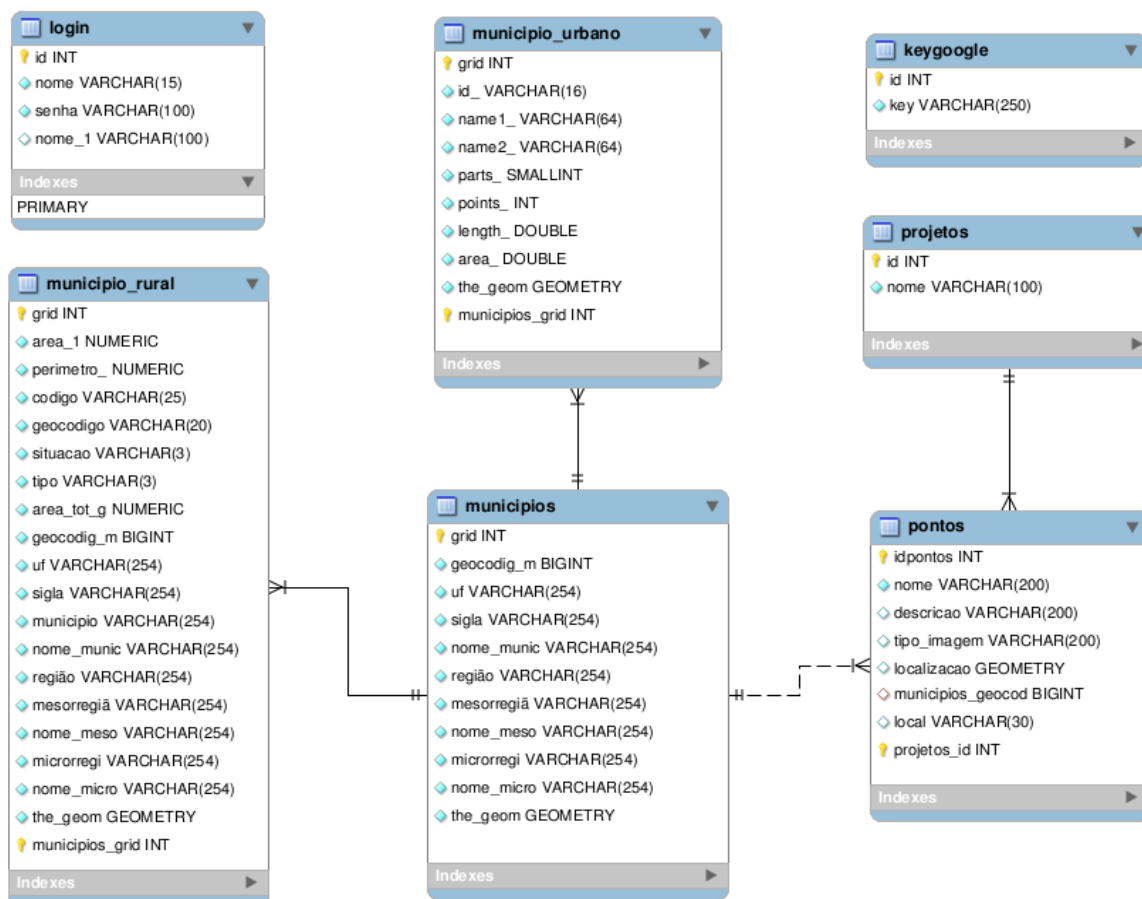 login
id INT
nome VARCHAR(15)
senha VARCHAR(100)
nome_1 VARCHAR(100)
Indexes
PRIMARY
municipio_urbano
grid INT
id_ VARCHAR(16)
name1_ VARCHAR(64)
name2_ VARCHAR(64)
parts_ SMALLINT
points_ INT
length_ DOUBLE
area_ DOUBLE
the_geom GEOMETRY
municipios_grid INT
Indexes
keygoogle
id INT
key VARCHAR(250)
Indexes
projetos
id INT
nome VARCHAR(100)
Indexes
municipio_rural
grid INT
area_1 NUMERIC
perimetro_ NUMERIC
codigo VARCHAR(25)
geocodigo VARCHAR(20)
situacao VARCHAR(3)
tipo VARCHAR(3)
area_tot_g NUMERIC
geocodig_m BIGINT
uf VARCHAR(254)
sigla VARCHAR(254)
municipio VARCHAR(254)
nome_munic VARCHAR(254)
região VARCHAR(254)
mesorregiã VARCHAR(254)
nome_meso VARCHAR(254)
microrregi VARCHAR(254)
nome_micro VARCHAR(254)
the_geom GEOMETRY
municipios_grid INT
Indexes
municipios
grid INT
geocodig_m BIGINT
uf VARCHAR(254)
sigla VARCHAR(254)
nome_munic VARCHAR(254)
região VARCHAR(254)
mesorregiã VARCHAR(254)
nome_meso VARCHAR(254)
microrregi VARCHAR(254)
nome_micro VARCHAR(254)
the_geom GEOMETRY
Indexes
pontos
idpontos INT
nome VARCHAR(200)
descricao VARCHAR(200)
tipo_imagem VARCHAR(200)
localizacao GEOMETRY
municipios_geocod BIGINT
local VARCHAR(30)
projetos_id INT
Indexes